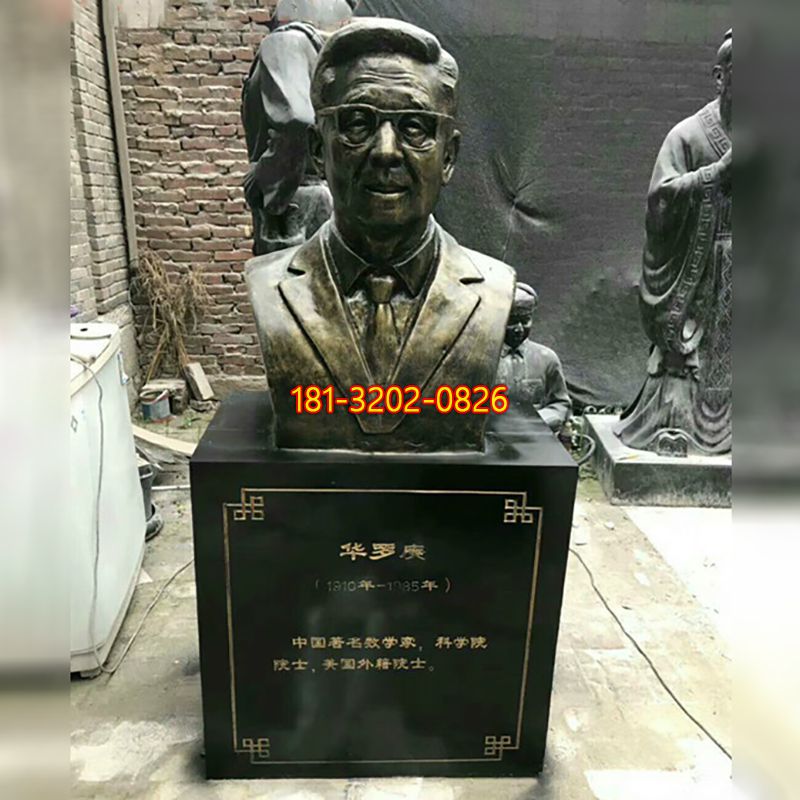 181-3202-0826
华罗庚
(1910年-1985年)
中国著名数学家，科学院
院士、美国外籍院士。